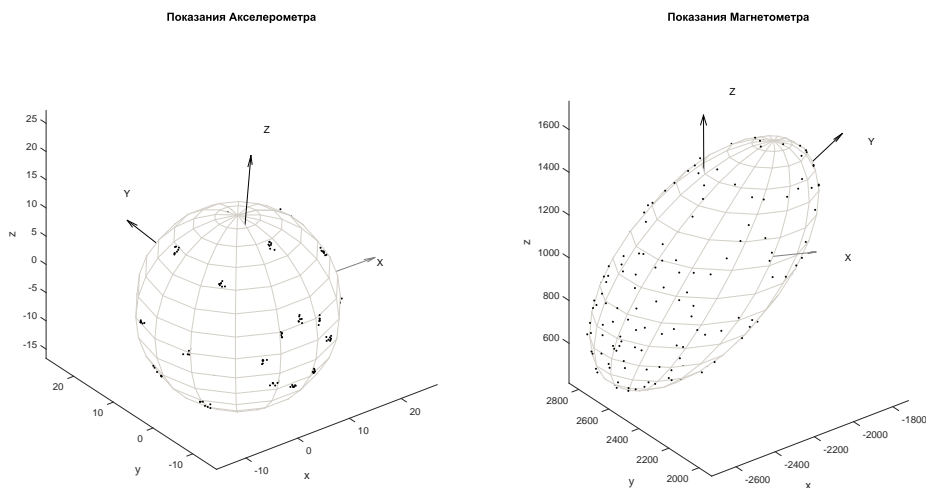 Показания Акселерометра
Z
Y
X
25
20
15
10
5
0
-5
-10
-15
z
20
10
0
-10
y
-10
0
10
20
x
Показания Магнетометра
Z
Y
X
1600
1400
1200
1000
800
600
z
2800
2600
2400
2200
2000
y
-2600
-2400
-2200
-2000
-1800
x